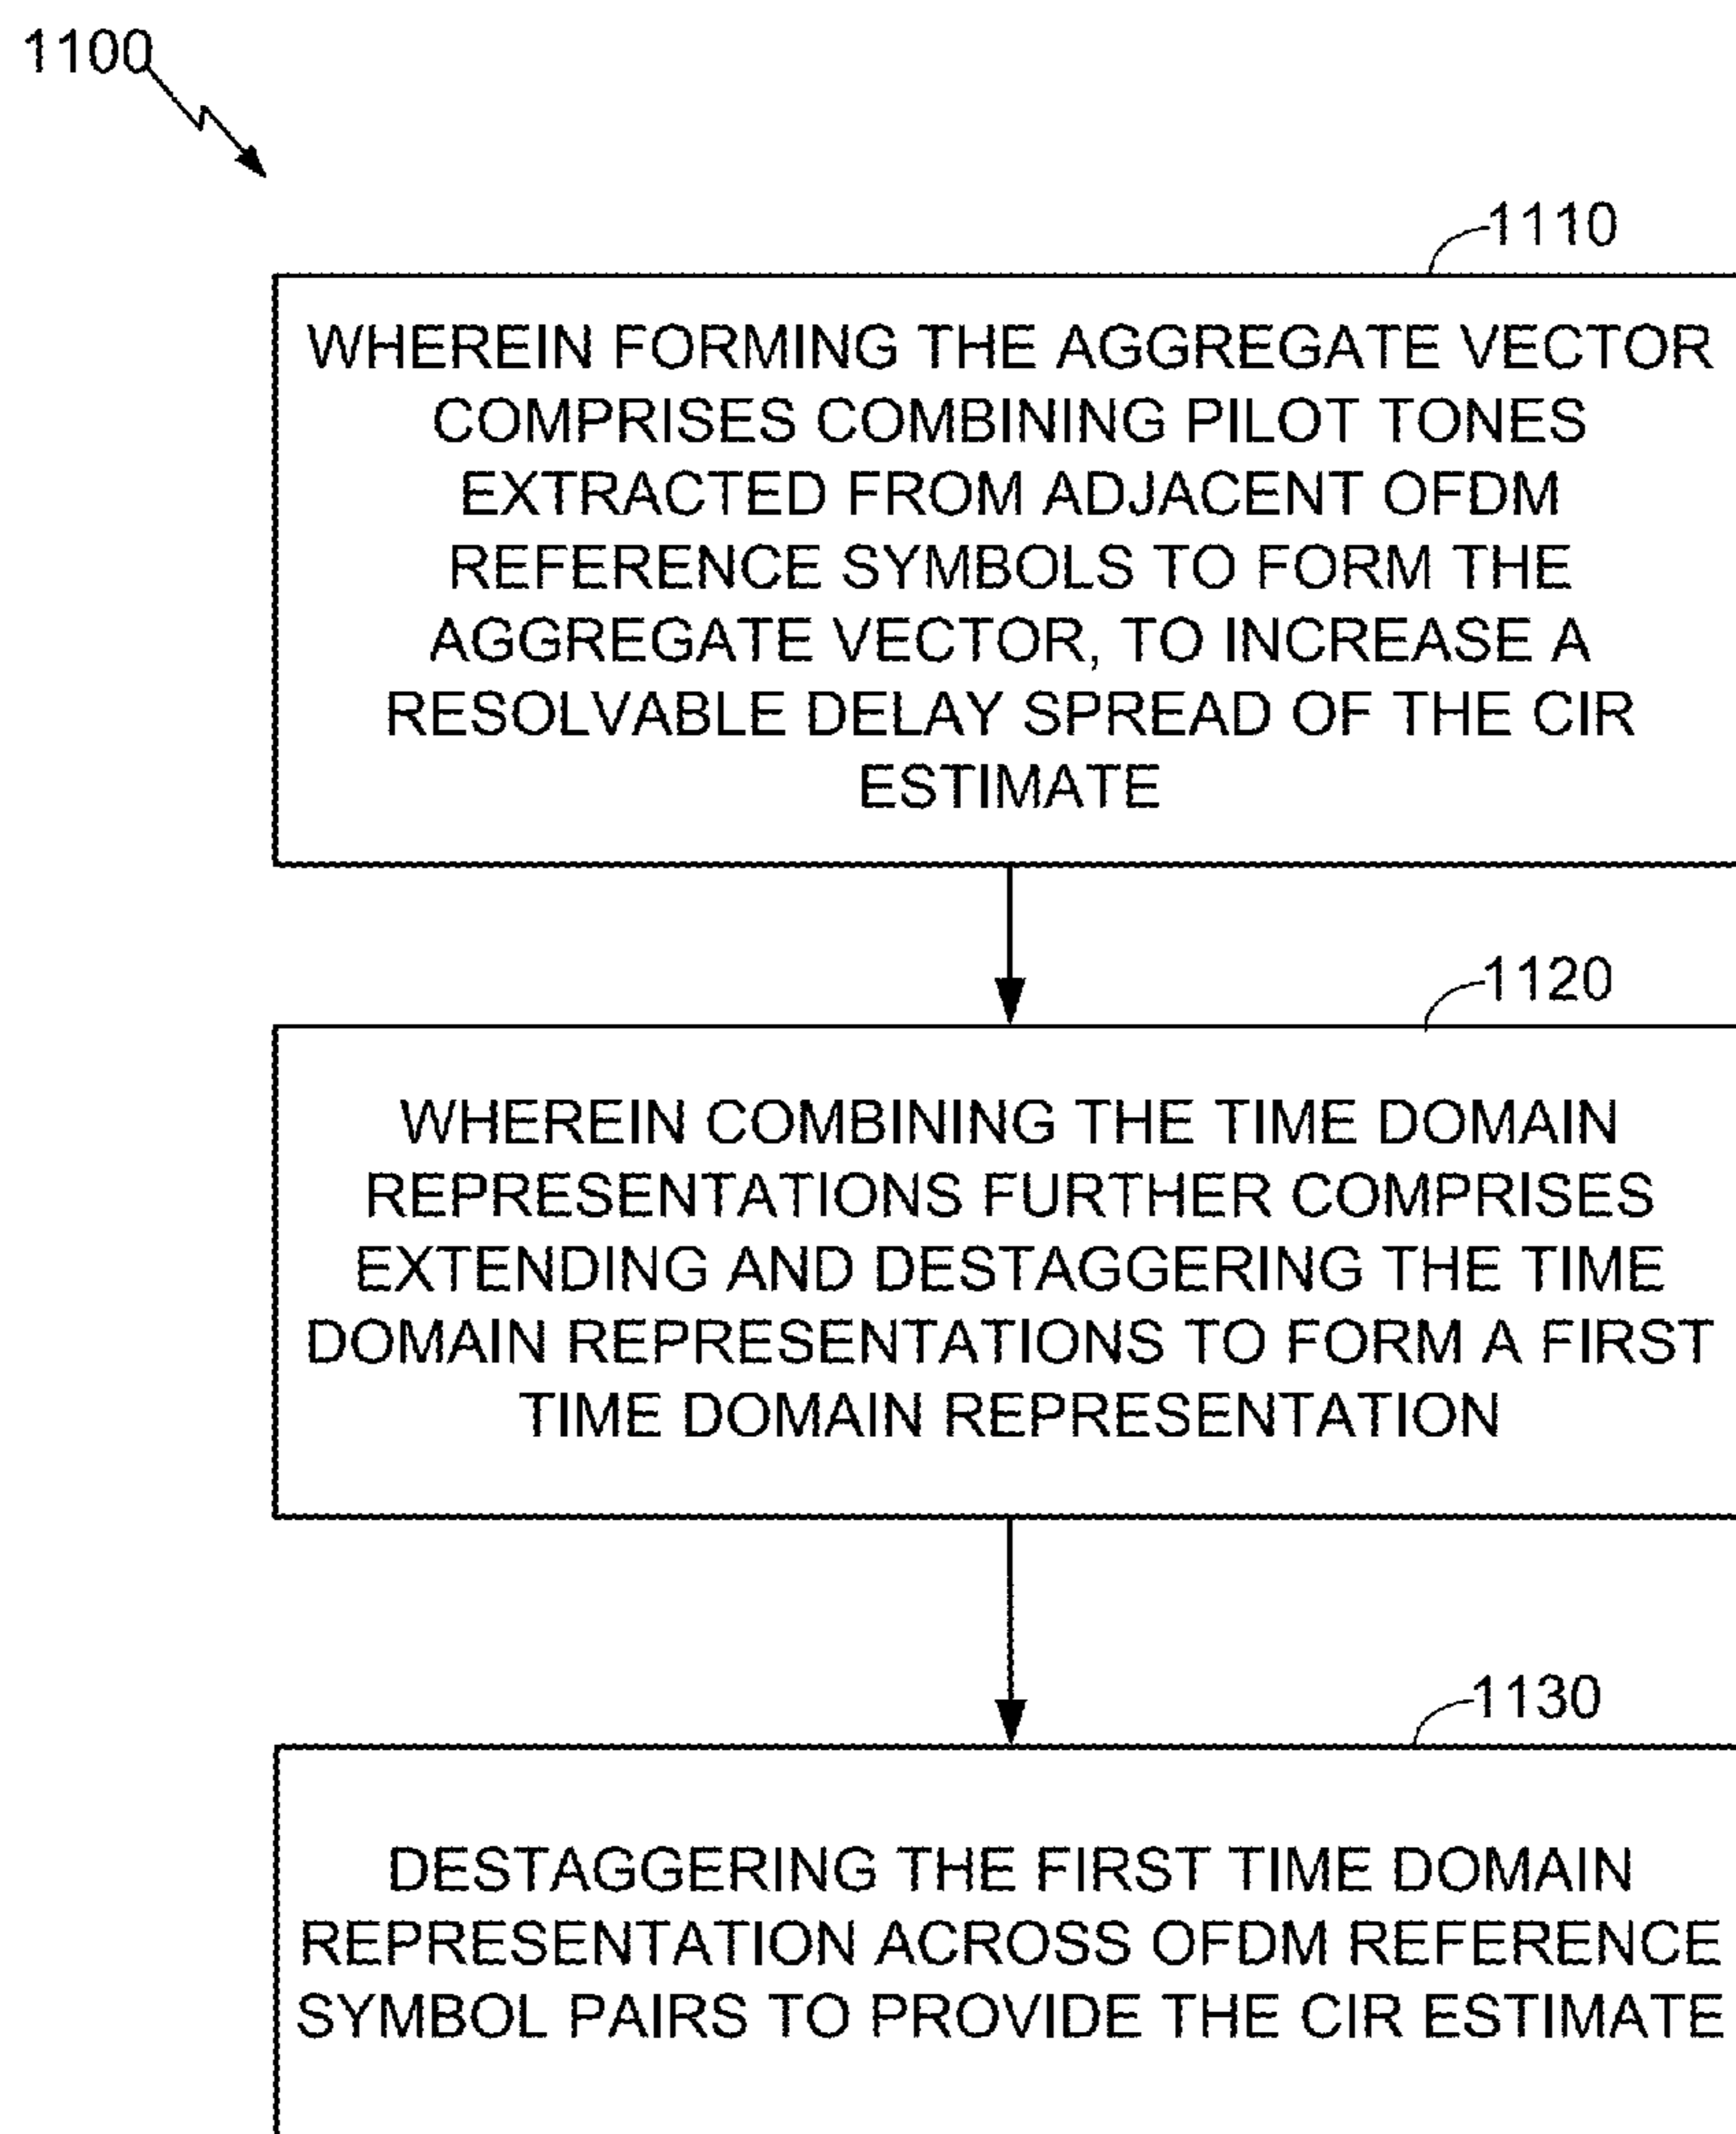 1100
1110
WHEREIN FORMING THE AGGREGATE VECTOR
COMPRISES COMBINING PILOT TONES
EXTRACTED FROM ADJACENT OFDM
REFERENCE SYMBOLS TO FORM THE
AGGREGATE VECTOR, TO INCREASE A
RESOLVABLE DELAY SPREAD OF THE CIR
ESTIMATE
1120
WHEREIN COMBINING THE TIME DOMAIN
REPRESENTATIONS FURTHER COMPRISES
EXTENDING AND DESTAGGERING THE TIME
DOMAIN REPRESENTATIONS TO FORM A FIRST
TIME DOMAIN REPRESENTATION
1130
DESTAGGERING THE FIRST TIME DOMAIN
REPRESENTATION ACROSS OFDM REFERENCE
SYMBOL PAIRS TO PROVIDE THE CIR ESTIMATE